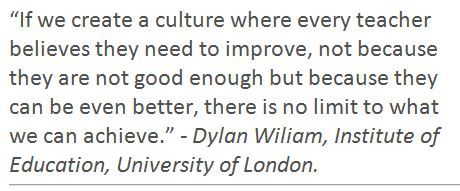 “If we create a culture where every teacher
believes they need to improve, not because
they are not good enough but because they
can be even better, there is no limit to what
we can achieve.” - Dylan Wiliam, Institute of
Education, University of London.